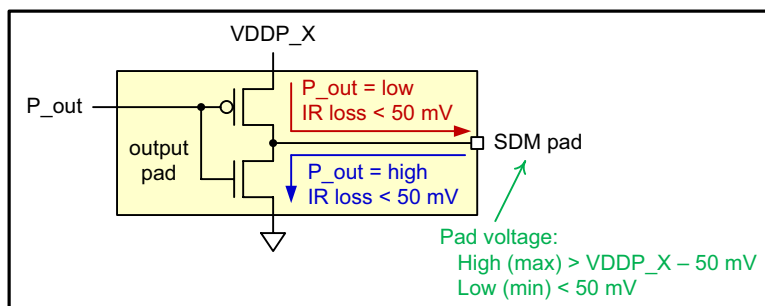 VDDP_X
P_out = low
IR loss < 50 mV
P_out
SDM pad
output
pad
P_out = high
IR loss < 50 mV
Pad voltage:
High (max) > VDDP_X – 50 mV
Low (min) < 50 mV